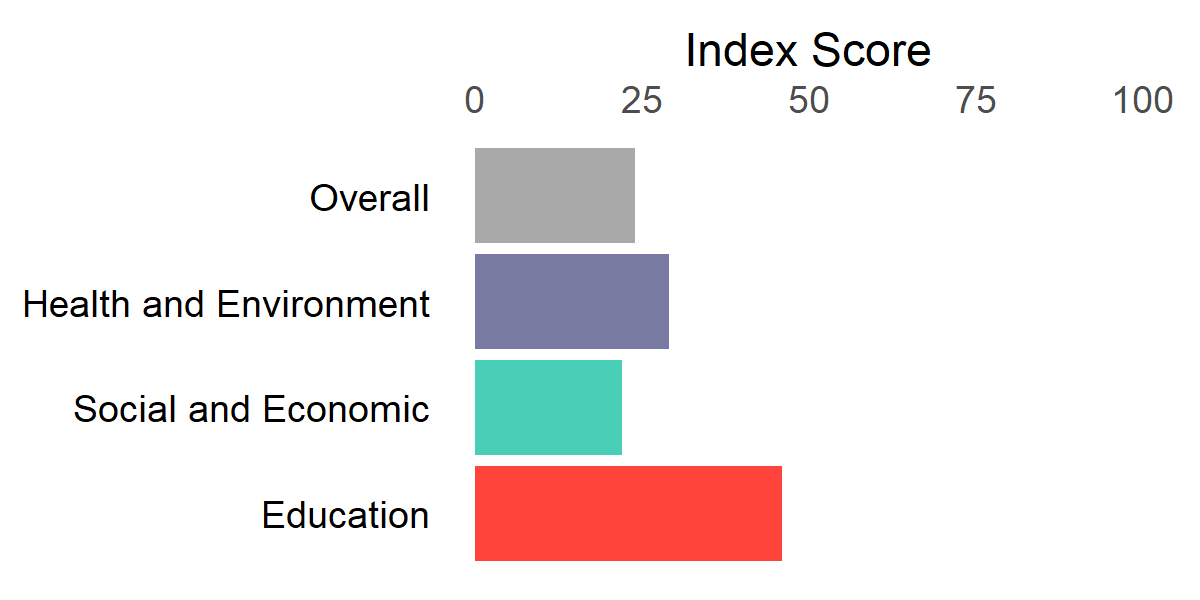 Index Score
0 25 50 75 100
Overall
Health and Environment
Social and Economic
Education